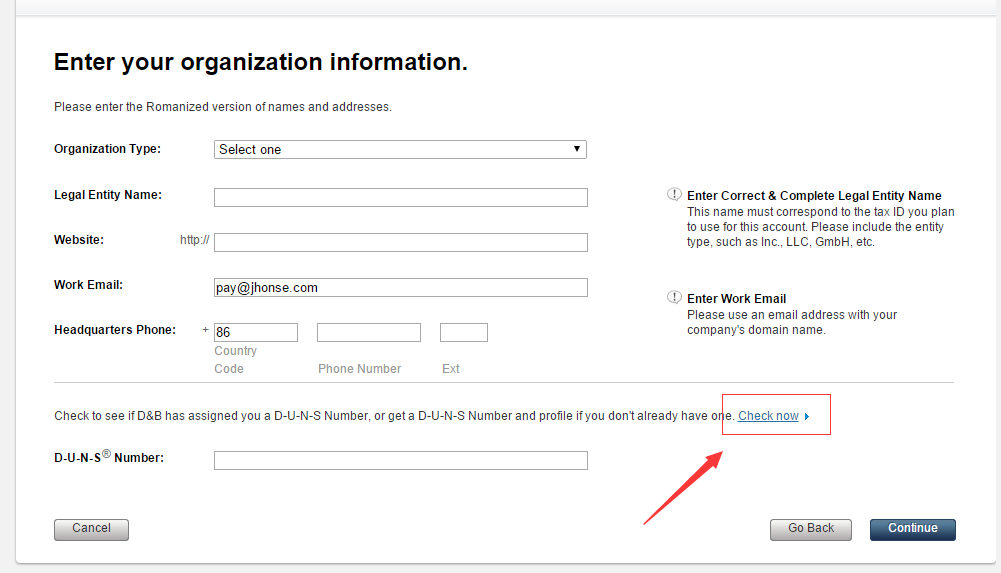 Enter your organization information.
Please enter the Romanized version of names and addresses.
Organization Type: Select one
Legal Entity Name:
Enter Correct & Complete Legal Entity Name
This name must correspond to the tax ID you plan
to use for this account. Please include the entity
type, such as Inc., LLC, GmbH, etc.
Website: http://
Work Email: pay@jhonse.com
Enter Work Email
Please use an email address with your
company's domain name.
Headquarters Phone: + 86
Country
Code Phone Number Ext
Check to see if D&B has assigned you a D-U-N-S Number, or get a D-U-N-S Number and profile if you don't already have one. Check now
D-U-N-S® Number:
Cancel Go Back Continue